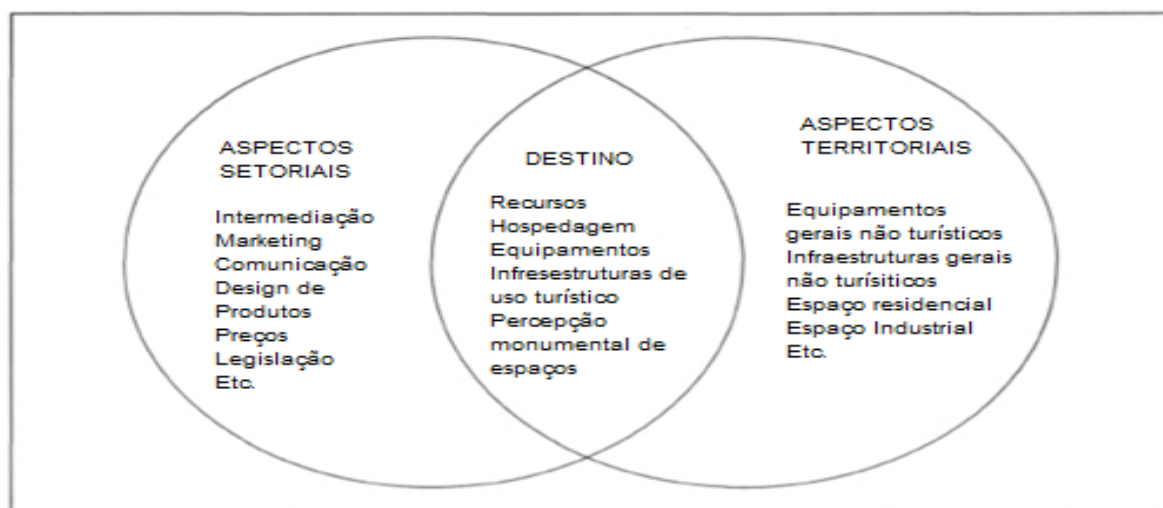 ASPECTOS
SETORIAIS
Intermediação
Marketing
Comunicação
Design de
Produtos
Preços
Legislação
Etc.
DESTINO
Recursos
Hospedagem
Equipamentos
Infresestruturas de
uso turístico
Percepção
monumental de
espaços
ASPECTOS
TERRITORIAIS
Equipamentos
gerais não turísticos
Infraestruturas gerais
não turísiticos
Espaço residencial
Espaço Industrial
Etc.